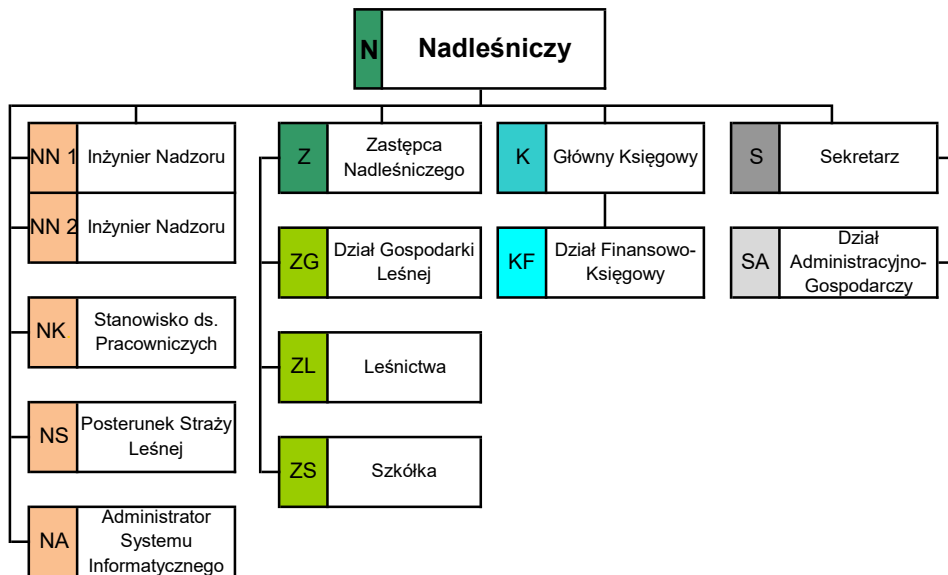 N
Nadleśniczy
NN 1
Inżynier Nadzoru
NN 2
Inżynier Nadzoru
NK
Stanowisko ds.
Pracowniczych
NS
Posterunek Straży
Leśnej
NA
Administrator
Systemu
Informatycznego
Z
Zastępca
Nadleśniczego
ZG
Dział Gospodarki
Leśnej
ZL
Leśnictwa
ZS
Szkółka
K
Główny Księgowy
KF
Dział Finansowo-
Księgowy
S
Sekretarz
SA
Dział
Administracyjno-
Gospodarczy